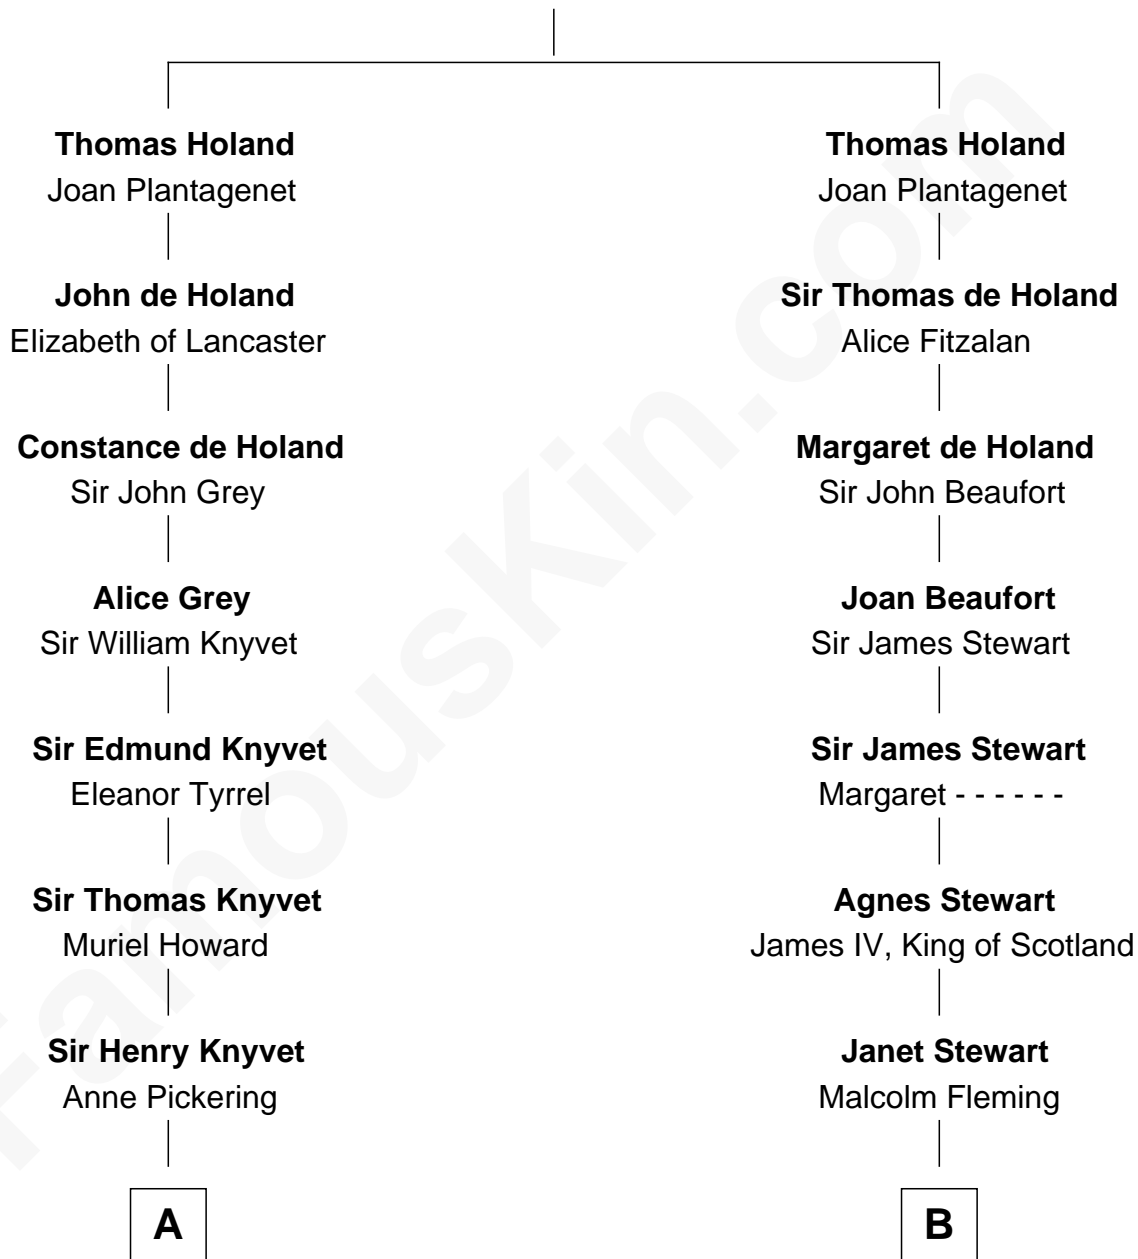 Thomas Holand
Joan Plantagenet
John de Holand
Elizabeth of Lancaster
Constance de Holand
Sir John Grey
Alice Grey
Sir William Knyvet
Sir Edmund Knyvet
Eleanor Tyrrel
Sir Thomas Knyvet
Muriel Howard
Sir Henry Knyvet
Anne Pickering
A
Thomas Holand
Joan Plantagenet
Sir Thomas de Holand
Alice Fitzalan
Margaret de Holand
Sir John Beaufort
Joan Beaufort
Sir James Stewart
Sir James Stewart
Margaret - - - - - -
Agnes Stewart
James IV, King of Scotland
Janet Stewart
Malcolm Fleming
B
FamousKin.com